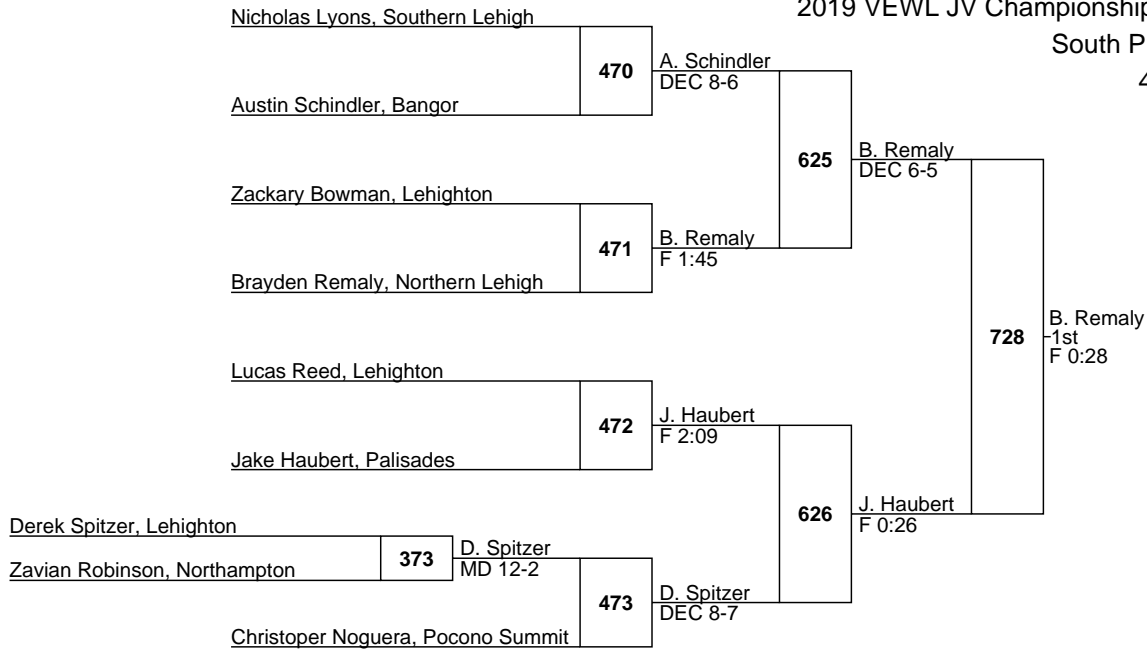 2019 VEWL JV Championship
South P
4
Nicholas Lyons, Southern Lehigh
470
A. Schindler
DEC 8-6
Austin Schindler, Bangor
625
B. Remaly
DEC 6-5
Zackary Bowman, Lehighton
471
B. Remaly
F 1:45
Brayden Remaly, Northern Lehigh
728
B. Remaly
1st
F 0:28
Lucas Reed, Lehighton
472
J. Haubert
F 2:09
Jake Haubert, Palisades
626
J. Haubert
F 0:26
Derek Spitzer, Lehighton
373
D. Spitzer
MD 12-2
Zavian Robinson, Northampton
473
D. Spitzer
DEC 8-7
Christoper Noguera, Pocono Summit